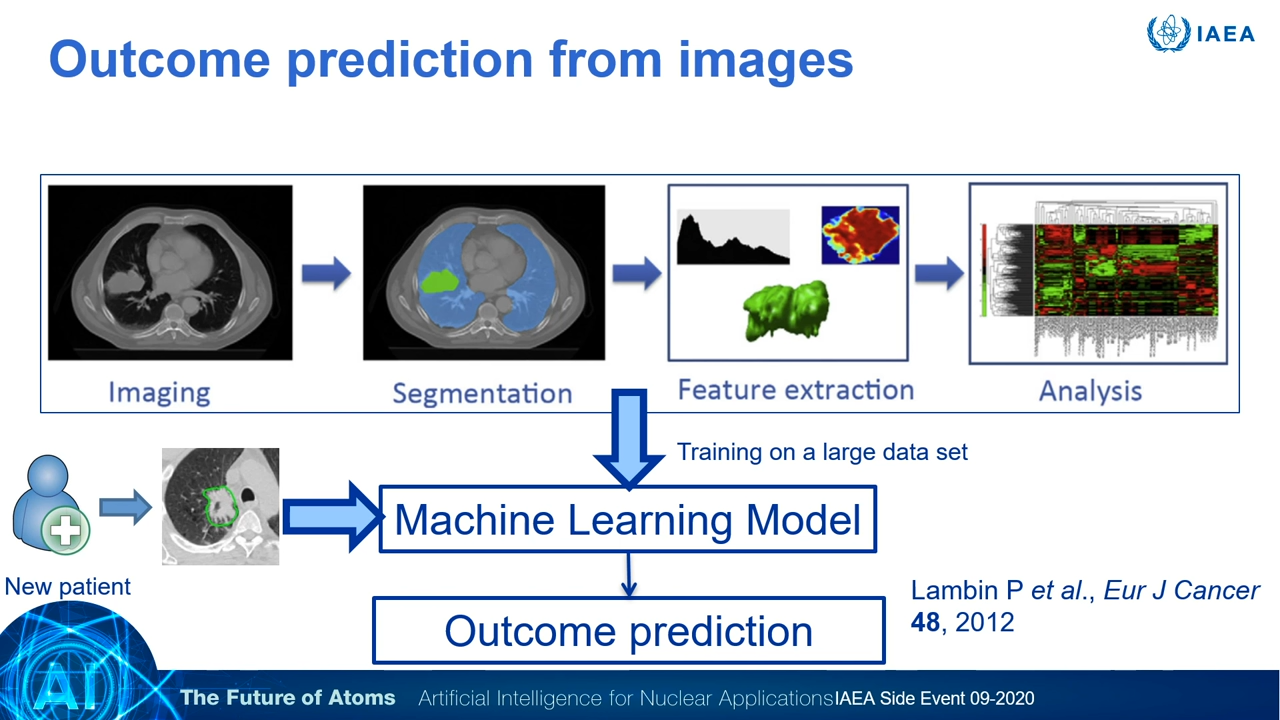 Outcome prediction from images
IAEA
Imaging
Segmentation
Feature extraction
Analysis
Training on a large data set
New patient
Machine Learning Model
Outcome prediction
Lambin P et al., Eur J Cancer
48, 2012
AI
The Future of Atoms Artificial Intelligence for Nuclear Applications IAEA Side Event 09-2020